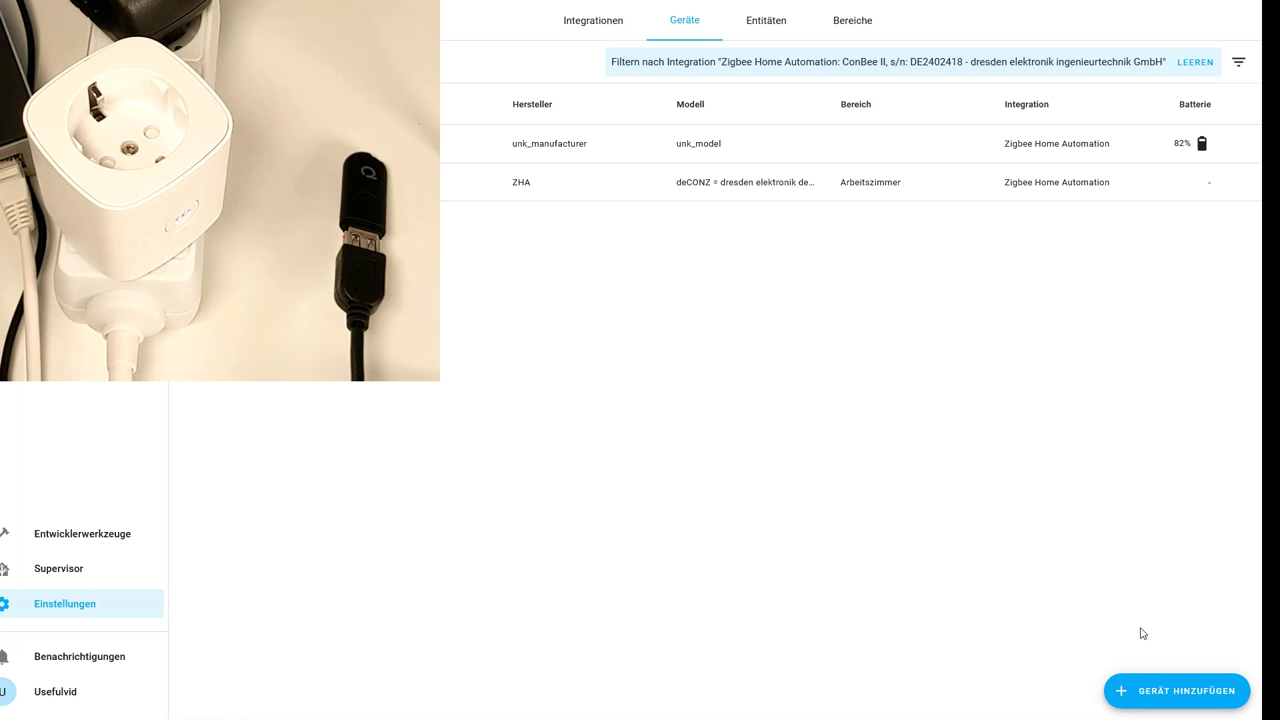 Integrationen
Geräte
Entitäten
Bereiche
Filtern nach Integration "Zigbee Home Automation: ConBee II, s/n: DE2402418 - dresden elektronik ingenieurtechnik GmbH"
LEEREN
Hersteller Modell Bereich Integration Batterie
unk_manufacturer unk_model Zigbee Home Automation 82%
ZHA deCONZ = dresden elektronik de… Arbeitszimmer Zigbee Home Automation -
Entwicklerwerkzeuge
Supervisor
Einstellungen
Benachrichtigungen
U Usefulvid
GERÄT HINZUFÜGEN